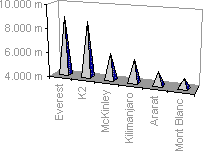 10.000 m
8.000 m
6.000 m
4.000 m
Everest
K2
McKinley
Kilimanjaro
Ararat
Mont Blanc